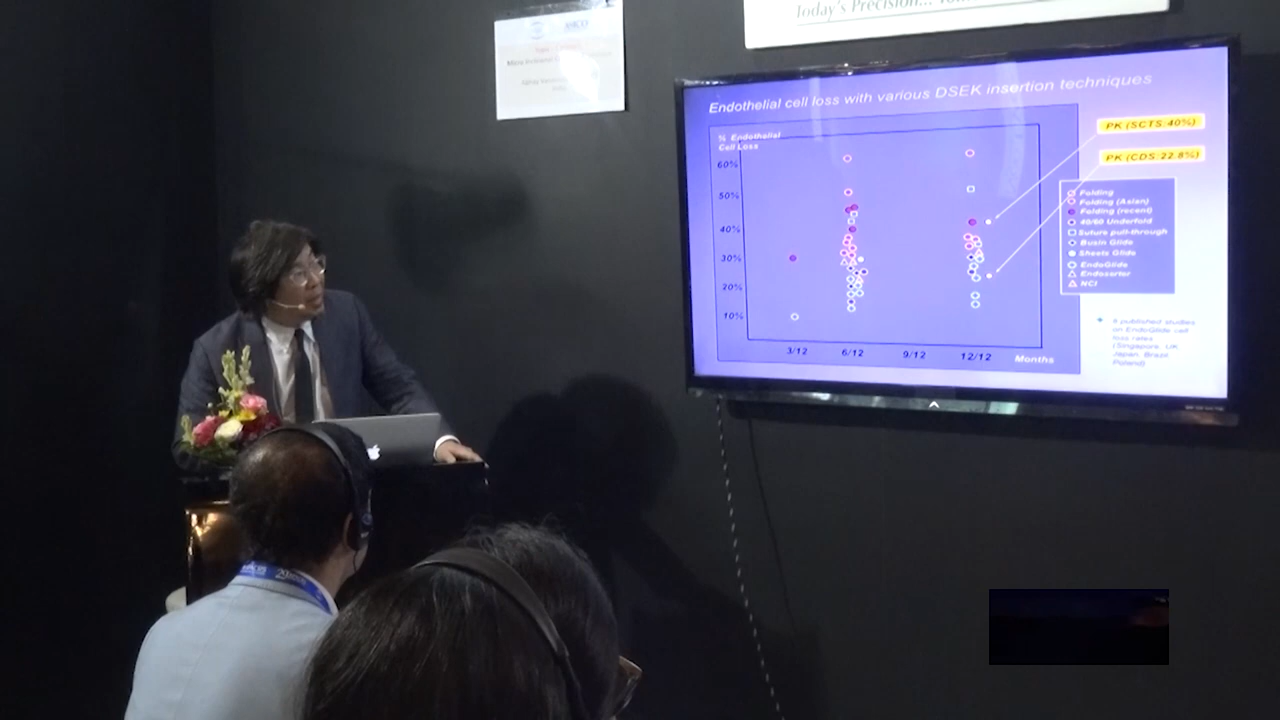 Today's Precision...
Endothelial cell loss with various DSEK insertion techniques
% Endothelial
Cell Loss
60%
50%
40%
30%
20%
10%
3/12
6/12
9/12
12/12
Months
PK (SCTS:40%)
PK (CDS:22.8%)
Folding
Folding (Asian)
Folding (recent)
40/60 Underfold
Suture pull-through
Busin Glide
Sheets Glide
EndoGlide
Endoserter
NCI
published studies
on EndoGlide cell
loss rates
(Singapore, UK,
Japan, Brazil,
Poland)